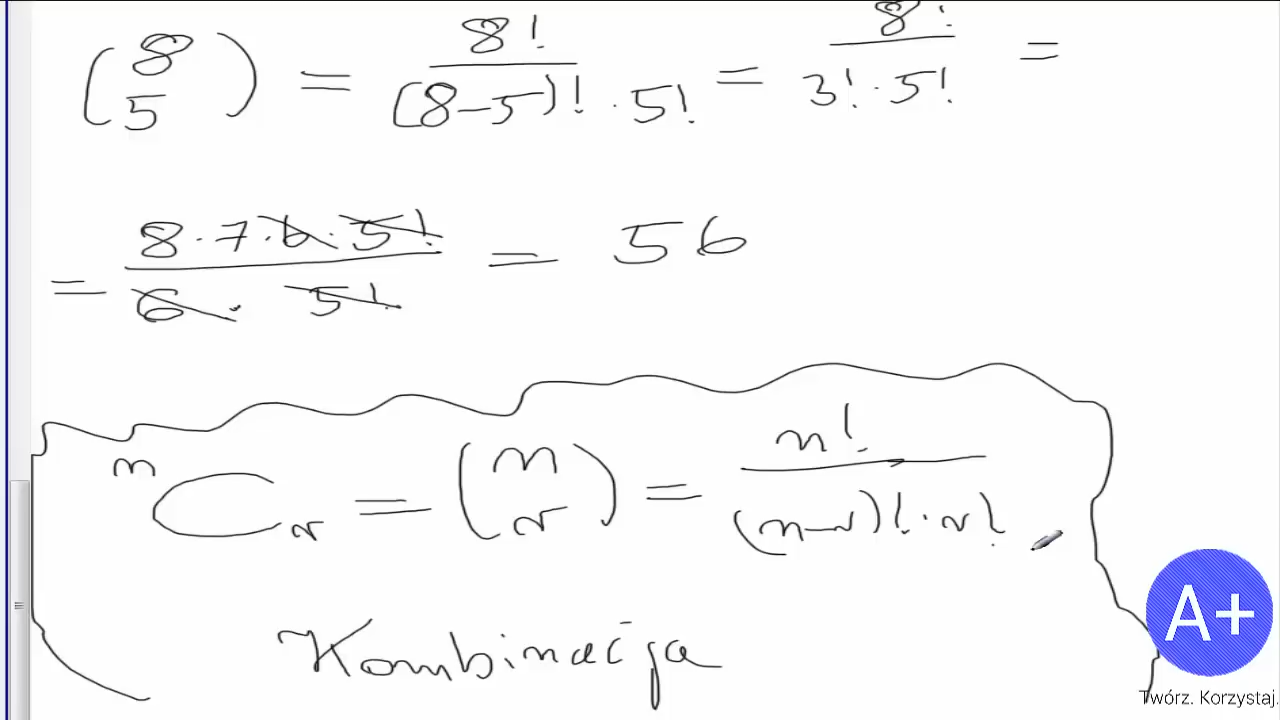 (8 5) = 8! / (8-5)! · 5! = 8! / 3! · 5! =
= 8 · 7 · 6 · 5! / 6 · 5! = 56
nCr = (n r) = n! / (n-r)! · r!
Kombinacja
A+
Twórz. Korzystaj.